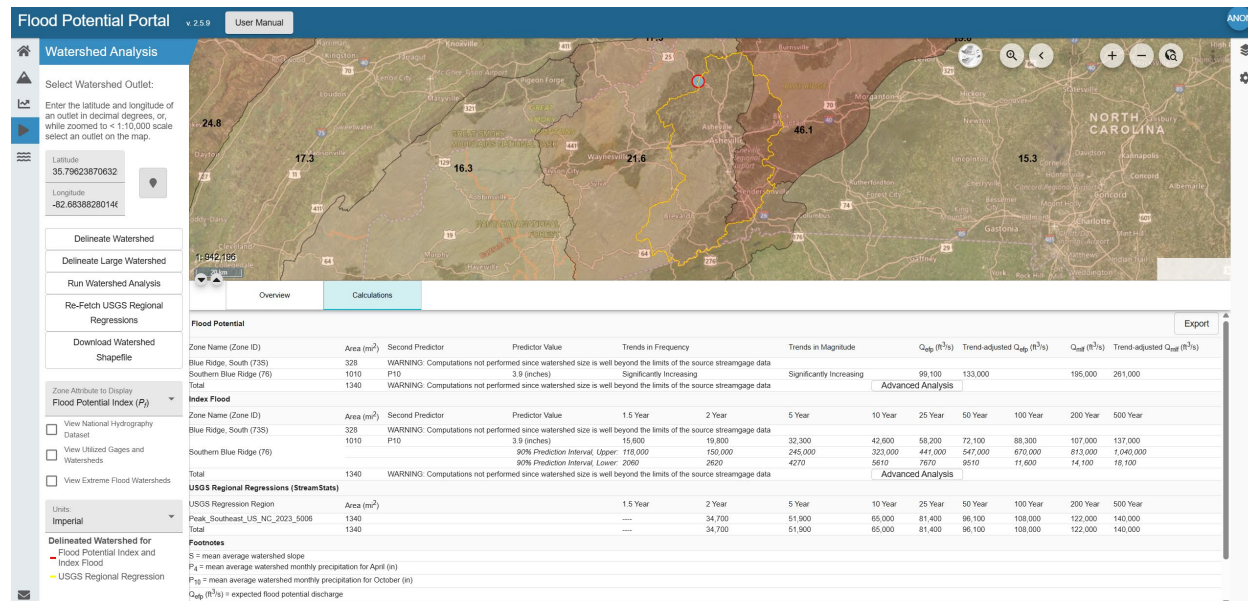 Flood Potential Portal v. 2.5.9 User Manual ANON
Watershed Analysis
Select Watershed Outlet:
Enter the latitude and longitude of
an outlet in decimal degrees, or,
while zoomed to < 1:10,000 scale
select an outlet on the map.
Latitude
35.79623870632
Longitude
-82.6838828014
Delineate Watershed
Delineate Large Watershed
Run Watershed Analysis
Re-Fetch USGS Regional
Regressions
Download Watershed
Shapefile
Zone Attribute to Display
Flood Potential Index (Pf)
View National Hydrography
Dataset
View Utilized Gages and
Watersheds
View Extreme Flood Watersheds
Units:
Imperial
Delineated Watershed for
Flood Potential Index and
Index Flood
USGS Regional Regression
Knoxville
Pigeon Forge
Maryville
Asheville
Waynesville
Brevard
Murphy
Burnsville
Morganton
Hickory
Statesville
Newton
Lincolnton
NORTH
CAROLINA
Davidson
Kannapolis
Concord
Albemarle
Gastonia
Charlotte
Columbus
Gaffney
24.8
17.3
16.3
21.6
46.1
15.3
1: 942,196
20 km
Overview Calculations
Flood Potential Export
Zone Name (Zone ID) Area (mi²) Second Predictor Predictor Value Trends in Frequency Trends in Magnitude Qefp (ft³/s) Trend-adjusted Qefp (ft³/s) Qmlf (ft³/s) Trend-adjusted Qmlf (ft³/s)
Blue Ridge, South (73S) 328 WARNING: Computations not performed since watershed size is well beyond the limits of the source streamgage data
Southern Blue Ridge (76) 1010 P10 3.9 (inches) Significantly Increasing Significantly Increasing 99,100 133,000 195,000 261,000
Total 1340 WARNING: Computations not performed since watershed size is well beyond the limits of the source streamgage data Advanced Analysis
Index Flood
Zone Name (Zone ID) Area (mi²) Second Predictor Predictor Value 1.5 Year 2 Year 5 Year 10 Year 25 Year 50 Year 100 Year 200 Year 500 Year
Blue Ridge, South (73S) 328 WARNING: Computations not performed since watershed size is well beyond the limits of the source streamgage data
Southern Blue Ridge (76) 1010 P10 3.9 (inches) 15,600 19,800 32,300 42,600 58,200 72,100 88,300 107,000 137,000
90% Prediction Interval, Upper: 118,000 150,000 245,000 323,000 441,000 547,000 670,000 813,000 1,040,000
90% Prediction Interval, Lower: 2060 2620 4270 5610 7670 9510 11,600 14,100 18,100
Total 1340 WARNING: Computations not performed since watershed size is well beyond the limits of the source streamgage data Advanced Analysis
USGS Regional Regressions (StreamStats)
USGS Regression Region Area (mi²) 1.5 Year 2 Year 5 Year 10 Year 25 Year 50 Year 100 Year 200 Year 500 Year
Peak_Southeast_US_NC_2023_5006 1340 ---- 34,700 51,900 65,000 81,400 96,100 108,000 122,000 140,000
Total 1340 ---- 34,700 51,900 65,000 81,400 96,100 108,000 122,000 140,000
Footnotes
S = mean average watershed slope
P4 = mean average watershed monthly precipitation for April (in)
P10 = mean average watershed monthly precipitation for October (in)
Qefp (ft³/s) = expected flood potential discharge